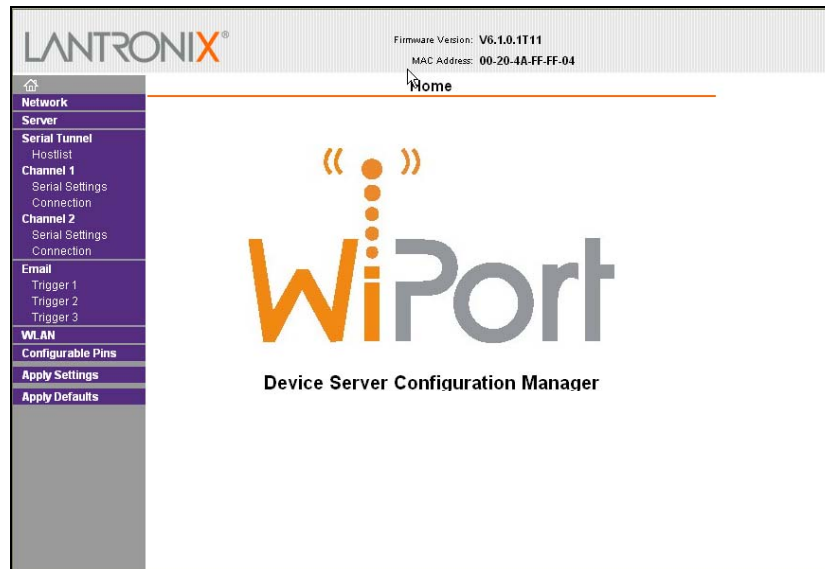 LANTRONIX®
Firmware Version: V6.1.0.1T11
MAC Address: 00-20-4A-FF-FF-04
Home
Network
Server
Serial Tunnel
Hostlist
Channel 1
Serial Settings
Connection
Channel 2
Serial Settings
Connection
Email
Trigger 1
Trigger 2
Trigger 3
WLAN
Configurable Pins
Apply Settings
Apply Defaults
WiPort
Device Server Configuration Manager